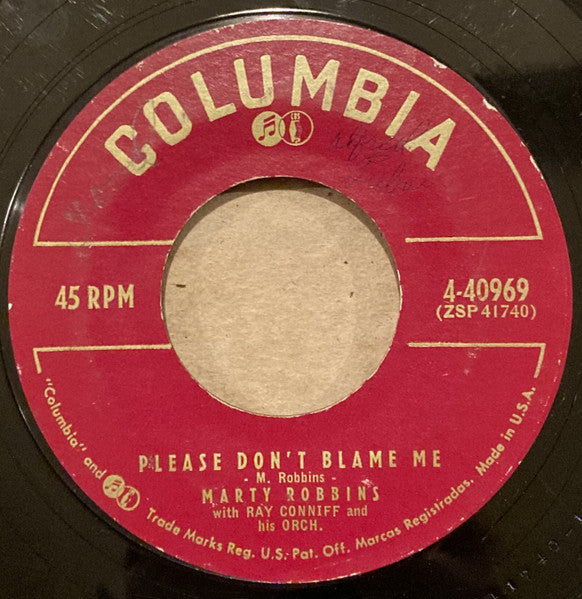 COLUMBIA
CBS
45 RPM
4-40969
(ZSP 41740)
PLEASE DON'T BLAME ME
- M. Robbins -
MARTY ROBBINS
with RAY CONNIFF and
his ORCH.
"Columbia" and Trade Marks Reg. U.S. Pat. Off. Marcas Registradas. Made in U.S.A.